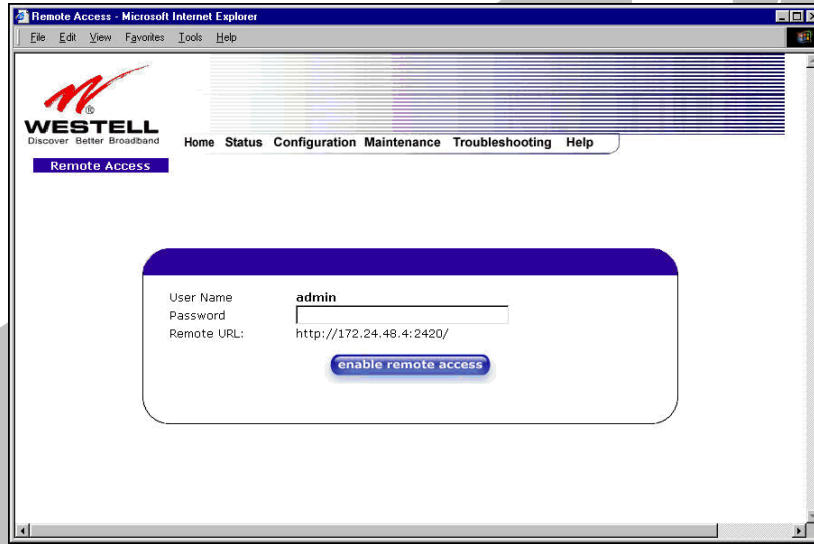 Remote Access - Microsoft Internet Explorer
File Edit View Favorites Tools Help
®
WESTELL
Discover Better Broadband
Home Status Configuration Maintenance Troubleshooting Help
Remote Access
User Name admin
Password
Remote URL: http://172.24.48.4:2420/
enable remote access